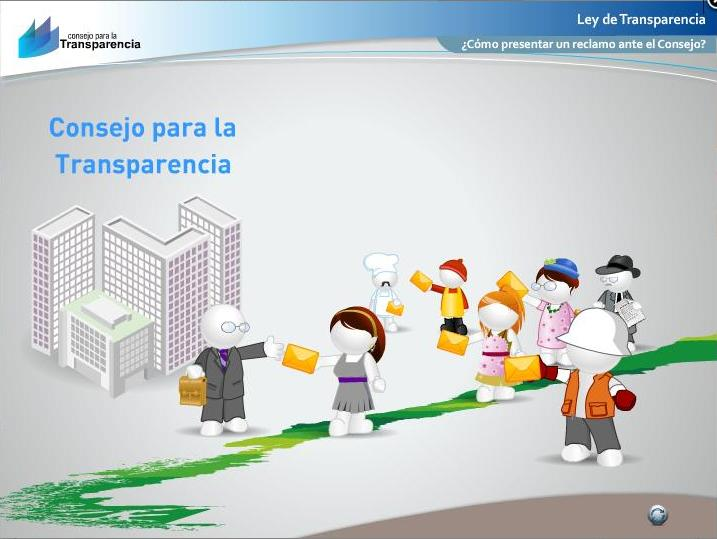 consejo para la
Transparencia
Ley de Transparencia
¿Cómo presentar un reclamo ante el Consejo?
Consejo para la
Transparencia